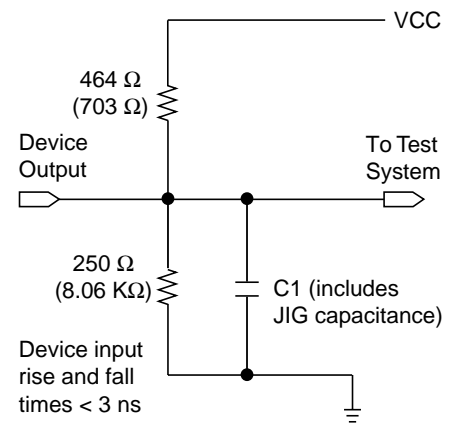 VCC
464 Ω
(703 Ω)
Device
Output
To Test
System
250 Ω
(8.06 KΩ)
C1 (includes
JIG capacitance)
Device input
rise and fall
times < 3 ns